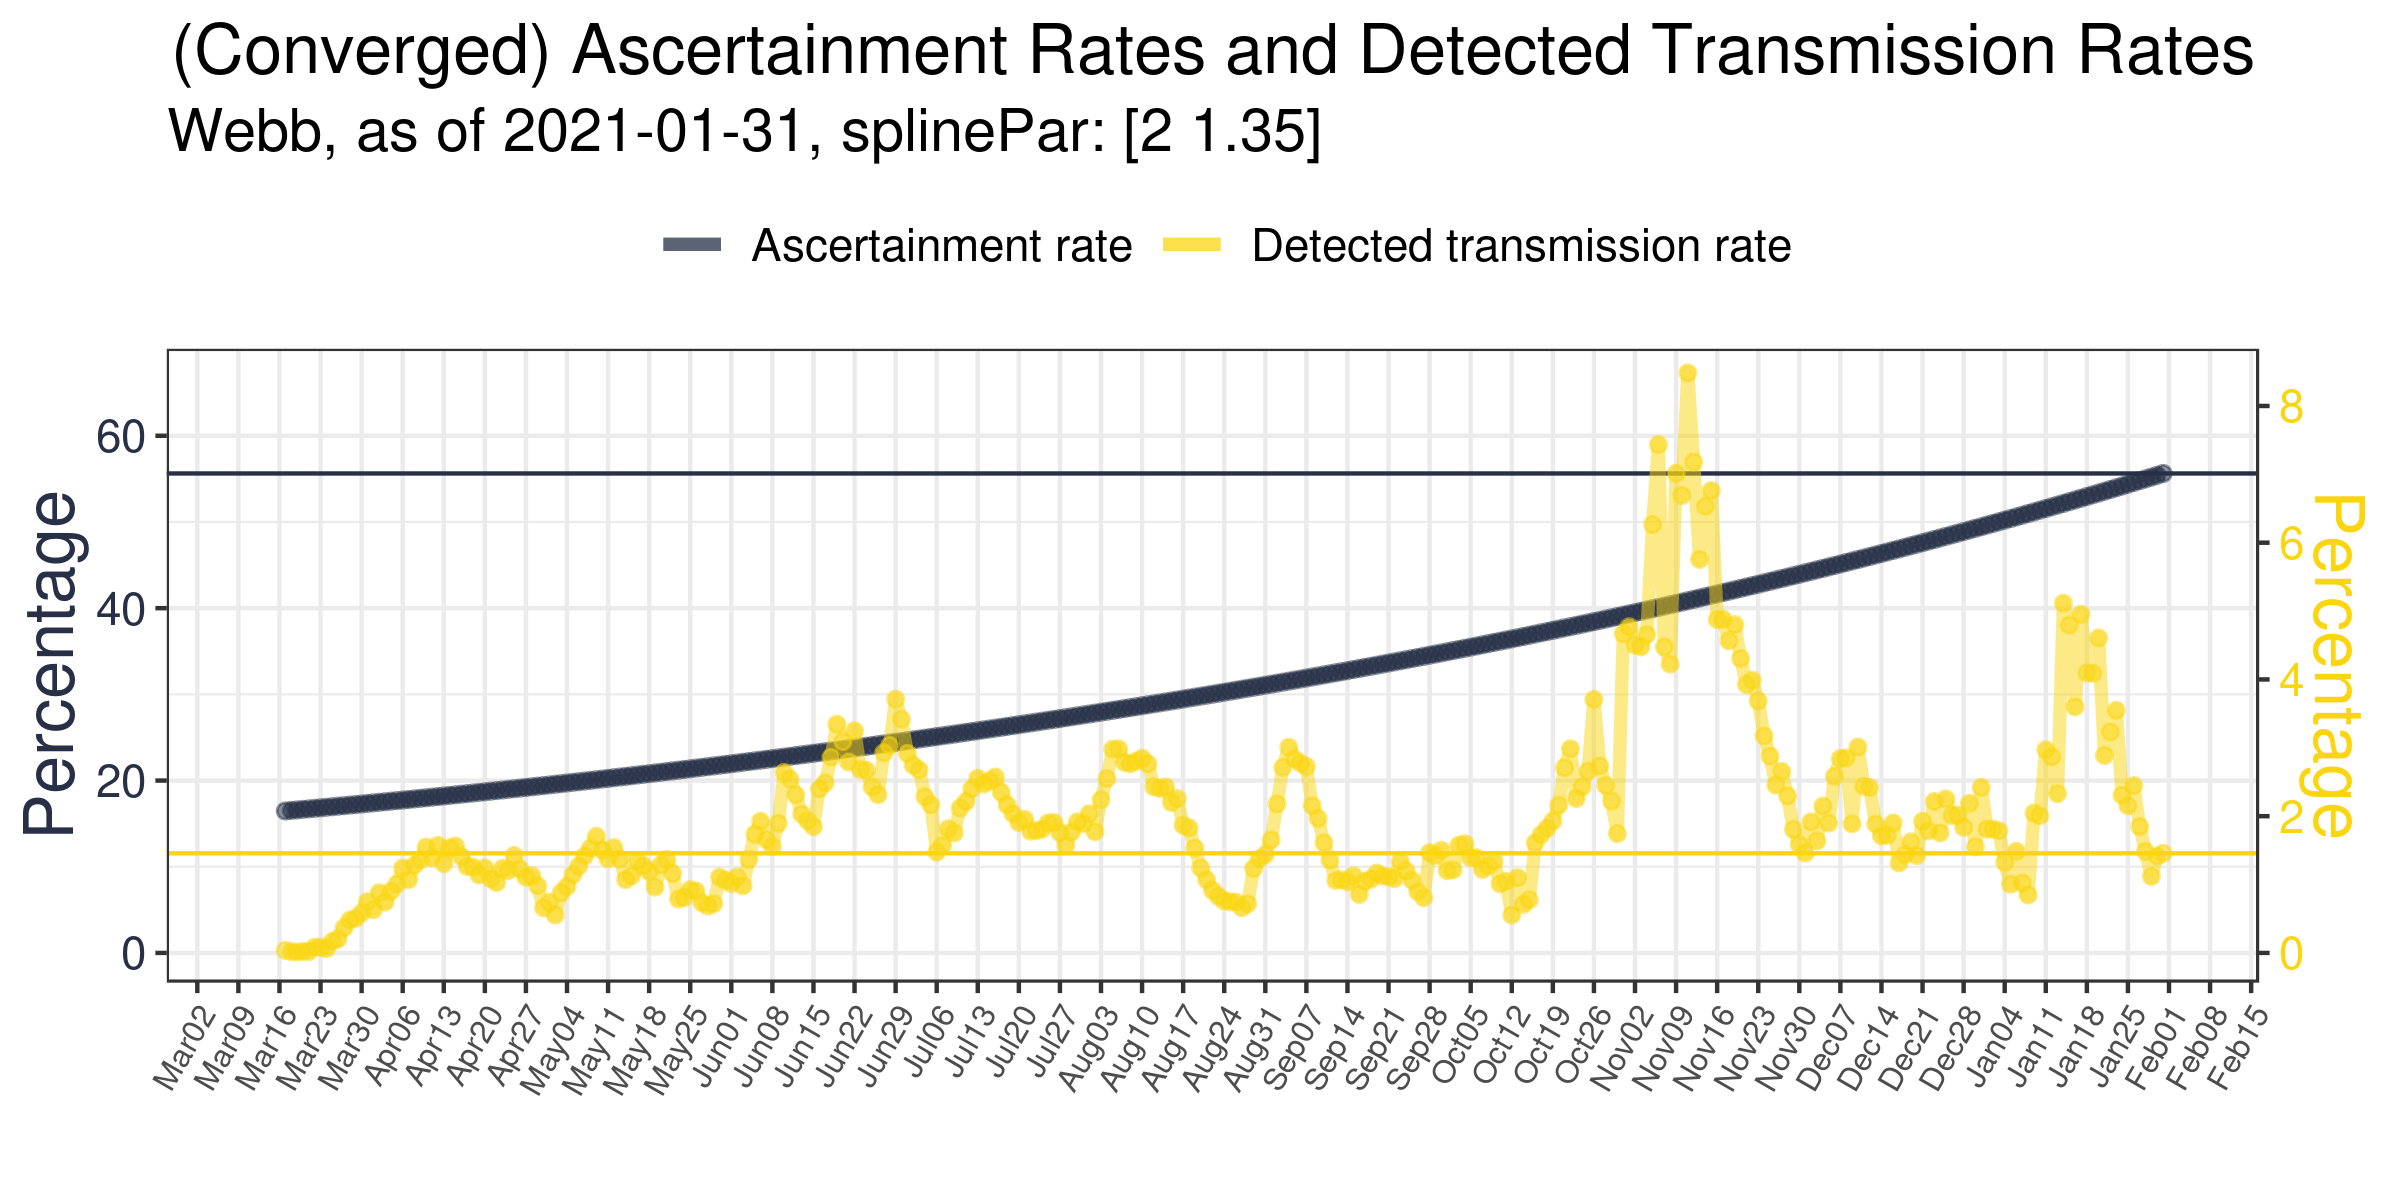 (Converged) Ascertainment Rates and Detected Transmission Rates
Webb, as of 2021-01-31, splinePar: [2 1.35]
Ascertainment rate
Detected transmission rate
Percentage
60
40
20
0
8
6
4
2
0
Percentage
Mar02
Mar09
Mar16
Mar23
Mar30
Apr06
Apr13
Apr20
Apr27
May04
May11
May18
May25
Jun01
Jun08
Jun15
Jun22
Jun29
Jul06
Jul13
Jul20
Jul27
Aug03
Aug10
Aug17
Aug24
Aug31
Sep07
Sep14
Sep21
Sep28
Oct05
Oct12
Oct19
Oct26
Nov02
Nov09
Nov16
Nov23
Nov30
Dec07
Dec14
Dec21
Dec28
Jan04
Jan11
Jan18
Jan25
Feb01
Feb08
Feb15